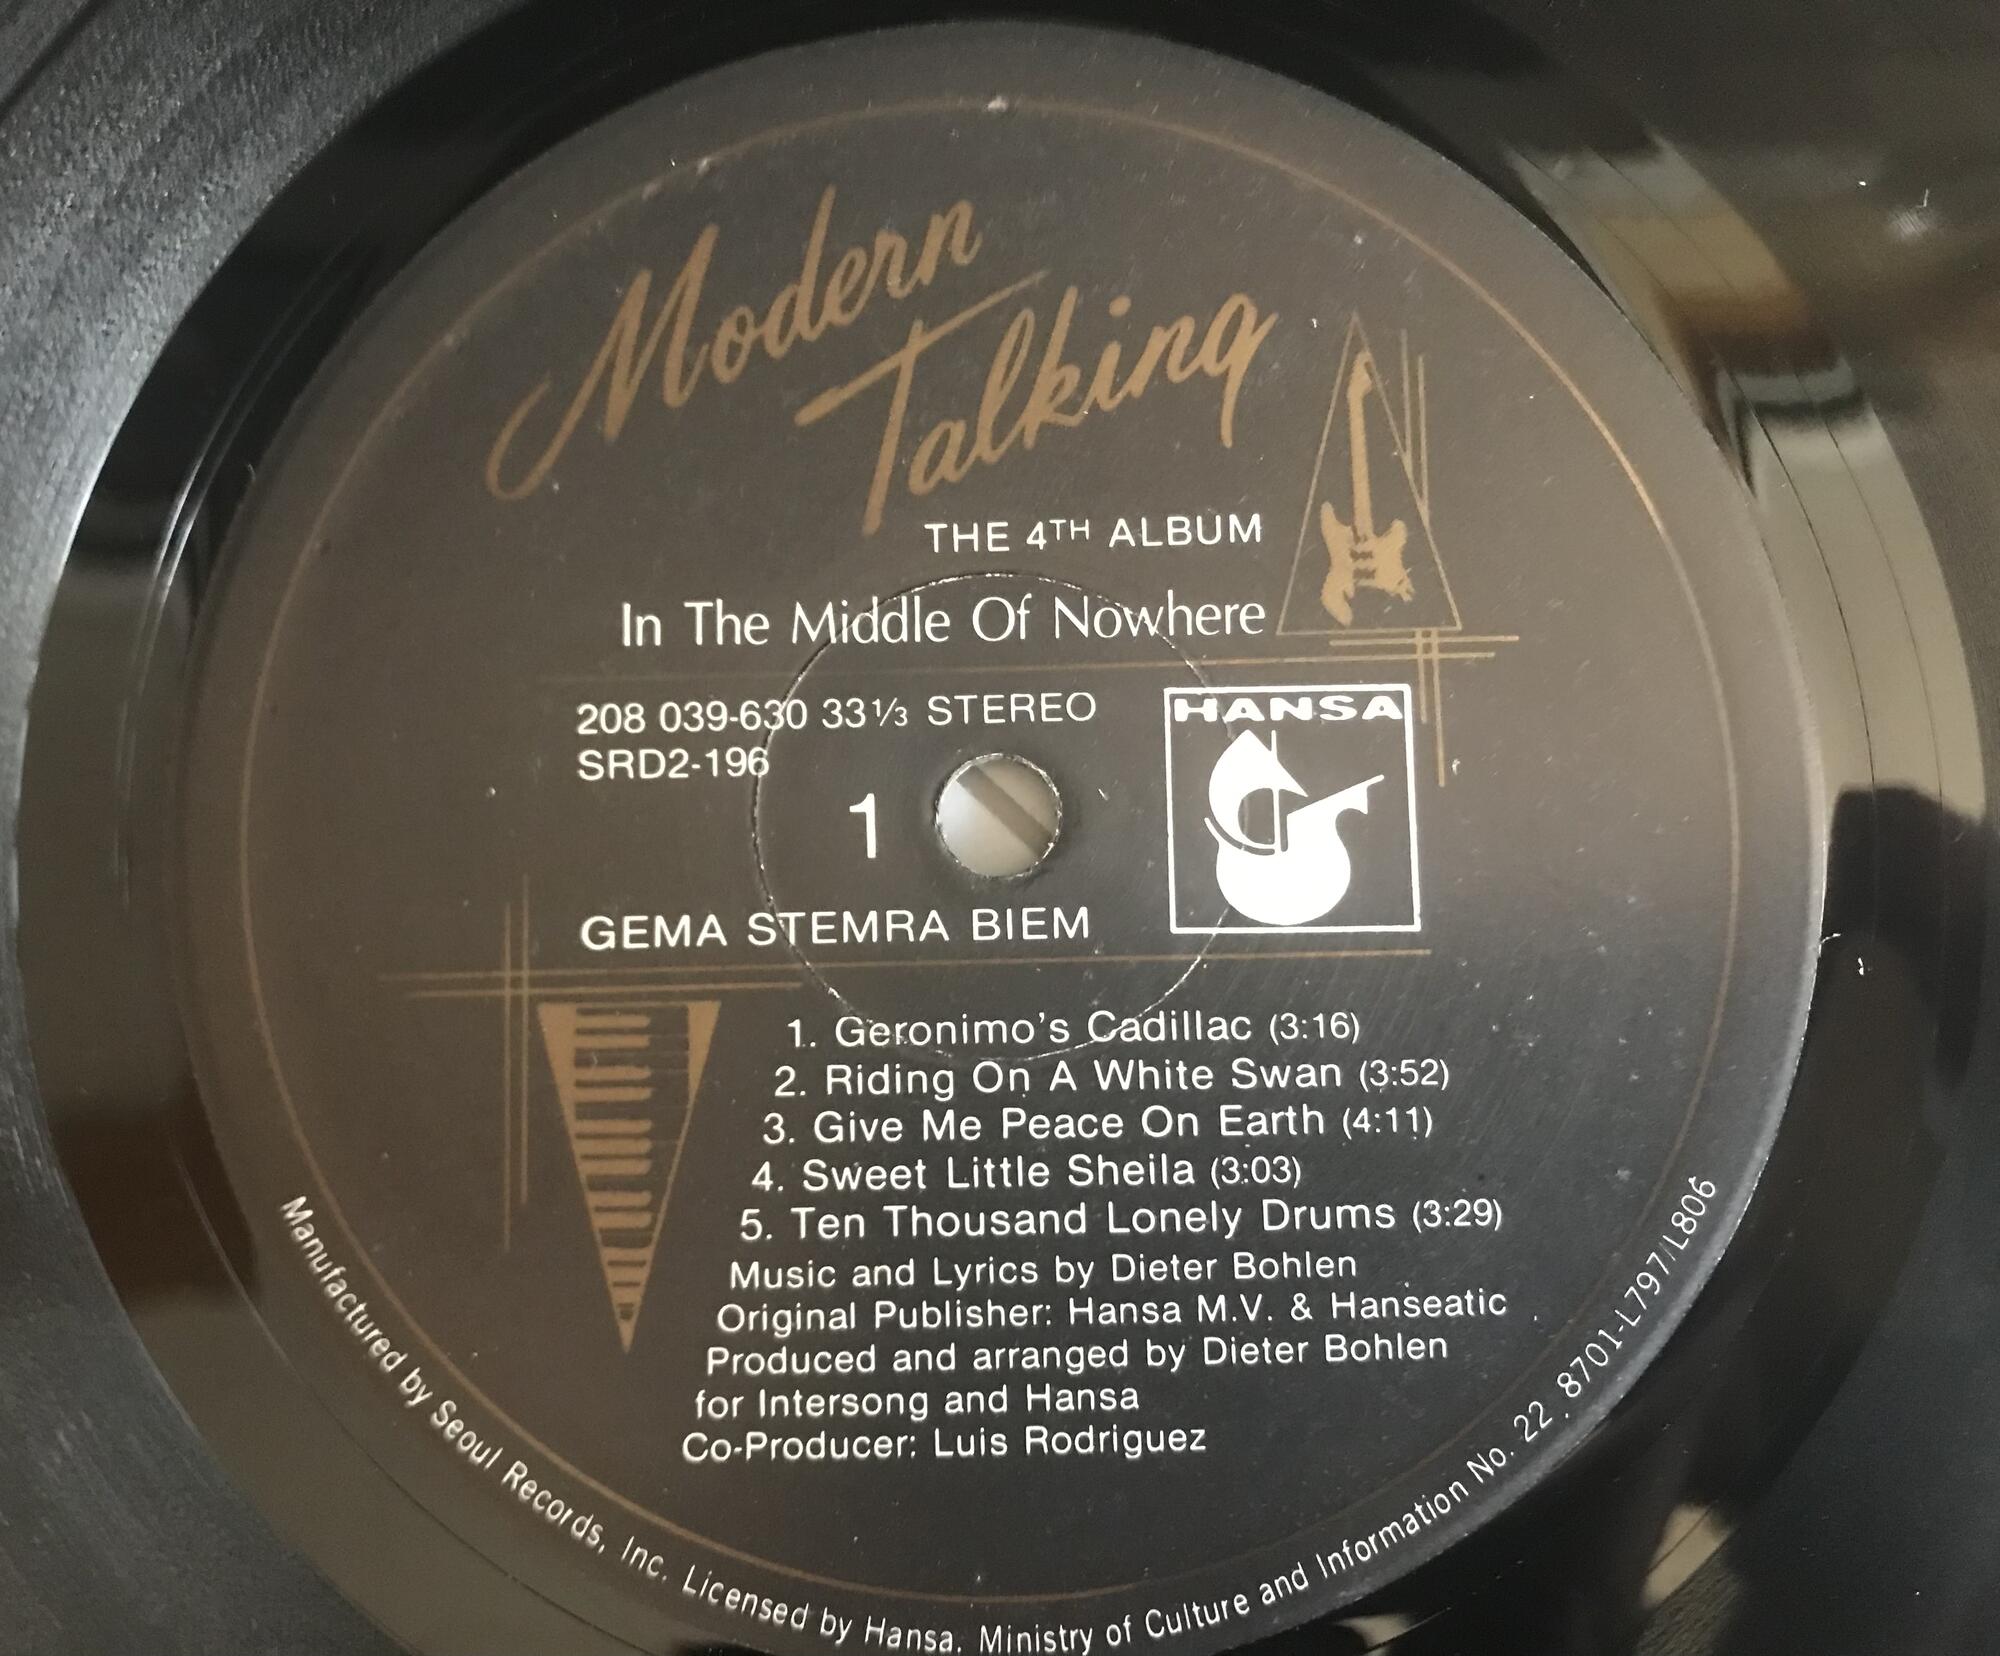 Modern
Talking
THE 4TH ALBUM
In The Middle Of Nowhere
208 039-630 33⅓ STEREO
SRD2-196
HANSA
1
GEMA STEMRA BIEM
1. Geronimo's Cadillac (3:16)
2. Riding On A White Swan (3:52)
3. Give Me Peace On Earth (4:11)
4. Sweet Little Sheila (3:03)
5. Ten Thousand Lonely Drums (3:29)
Music and Lyrics by Dieter Bohlen
Original Publisher: Hansa M.V. & Hanseatic
Produced and arranged by Dieter Bohlen
for Intersong and Hansa
Co-Producer: Luis Rodriguez
Manufactured by Seoul Records, Inc. Licensed by Hansa. Ministry of Culture and Information No. 22. 8701-L797/L806